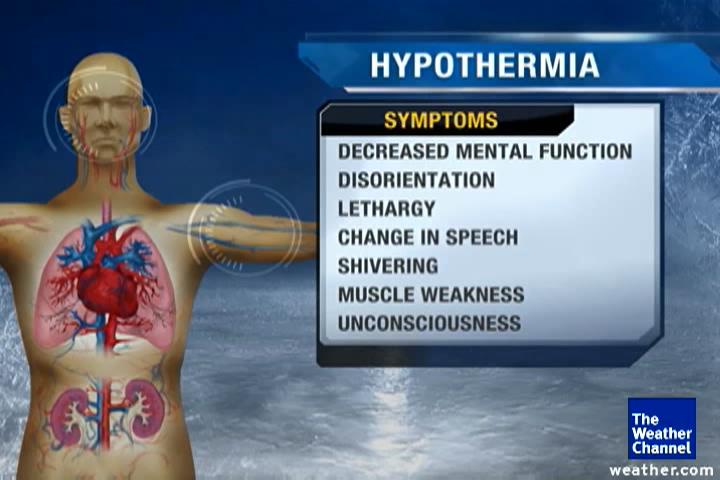 HYPOTHERMIA
SYMPTOMS
DECREASED MENTAL FUNCTION
DISORIENTATION
LETHARGY
CHANGE IN SPEECH
SHIVERING
MUSCLE WEAKNESS
UNCONSCIOUSNESS
The
Weather
Channel
weather.com